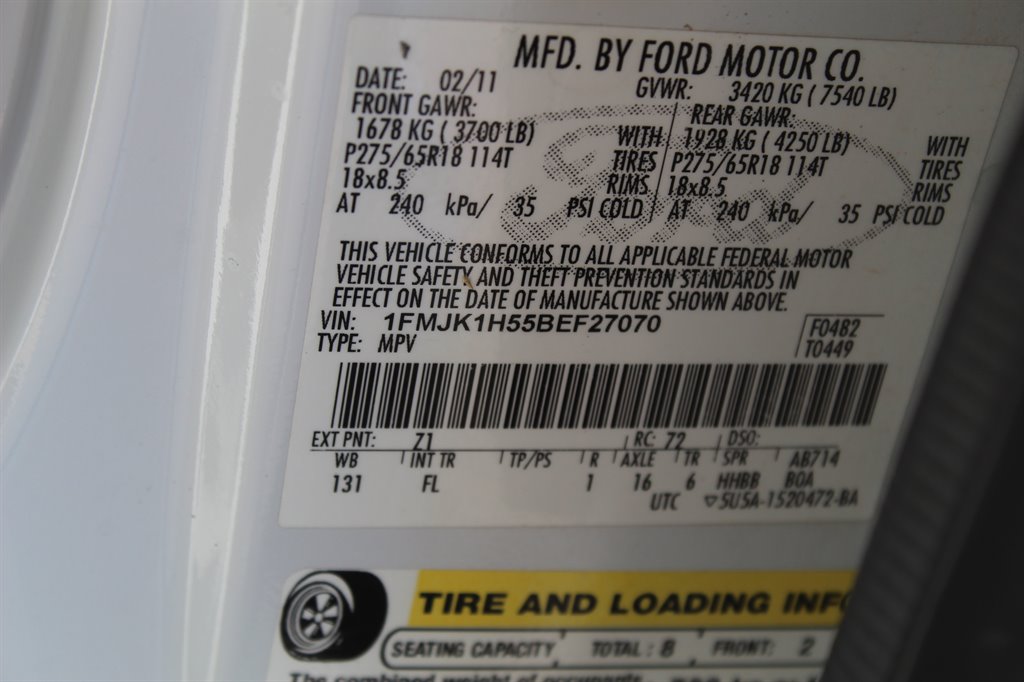 MFD. BY FORD MOTOR CO.
DATE: 02/11 GVWR: 3420 KG ( 7540 LB)
FRONT GAWR: REAR GAWR:
1678 KG ( 3700 LB) WITH 1928 KG ( 4250 LB) WITH
P275/65R18 114T TIRES P275/65R18 114T TIRES
18x8.5 RIMS 18x8.5 RIMS
AT 240 kPa/ 35 PSI COLD AT 240 kPa/ 35 PSI COLD
THIS VEHICLE CONFORMS TO ALL APPLICABLE FEDERAL MOTOR
VEHICLE SAFETY AND THEFT PREVENTION STANDARDS IN
EFFECT ON THE DATE OF MANUFACTURE SHOWN ABOVE.
VIN: 1FMJK1H55BEF27070 F0482
TYPE: MPV T0449
EXT PNT: Z1 RC: 72 DSO:
WB INT TR TP/PS R AXLE TR SPR AB714
131 FL 1 16 6 HHBB BOA
UTC ▽5U5A-1520472-BA
TIRE AND LOADING INFO
SEATING CAPACITY TOTAL : 8 FRONT: 2
The combined weight of occupants